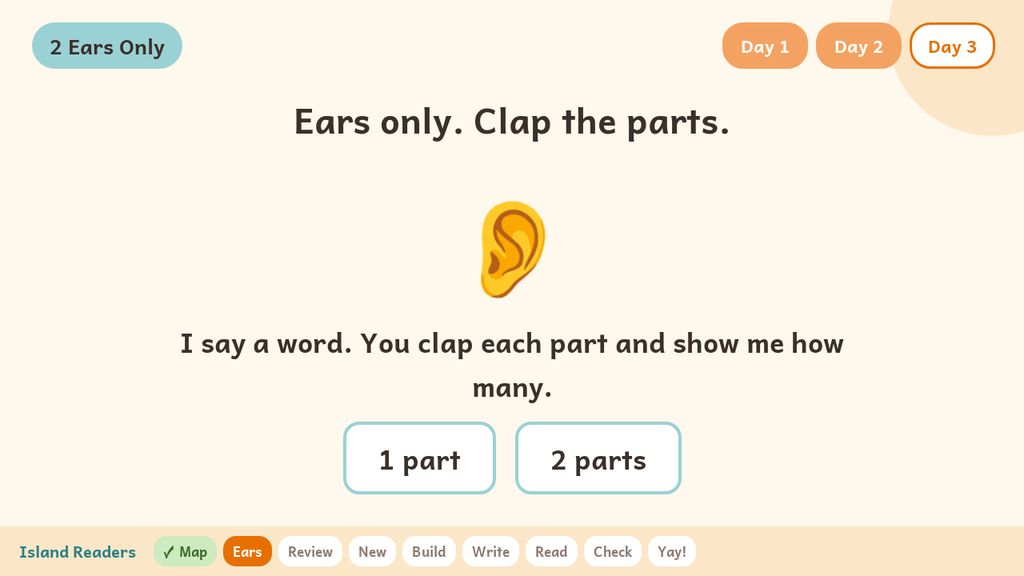 2 Ears Only
Day 1
Day 2
Day 3
Ears only. Clap the parts.
I say a word. You clap each part and show me how
many.
1 part
2 parts
Island Readers
✓ Map
Ears
Review
New
Build
Write
Read
Check
Yay!